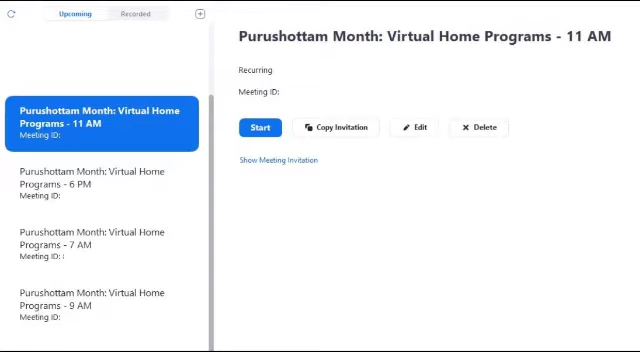 Upcoming
Recorded
Purushottam Month: Virtual Home
Programs - 11 AM
Meeting ID:
Purushottam Month: Virtual Home
Programs - 6 PM
Meeting ID:
Purushottam Month: Virtual Home
Programs - 7 AM
Meeting ID:
Purushottam Month: Virtual Home
Programs - 9 AM
Meeting ID:
Purushottam Month: Virtual Home Programs - 11 AM
Recurring
Meeting ID:
Start
Copy Invitation
Edit
Delete
Show Meeting Invitation